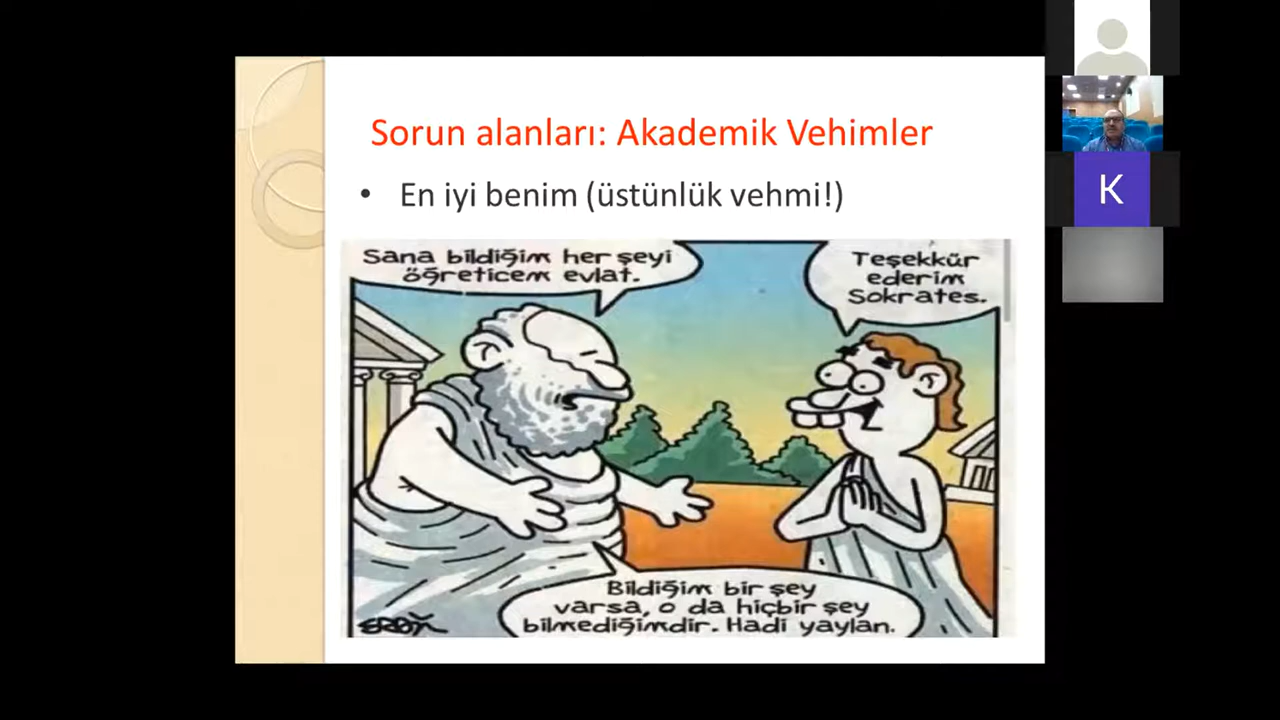 Sorun alanları: Akademik Vehimler
• En iyi benim (üstünlük vehmi!)
Sana bildiğim her şeyi
öğreticem evlat.
Teşekkür
ederim
Sokrates.
Bildiğim bir şey
varsa, o da hiçbir şey
bilmediğimdir. Hadi yaylan.
K